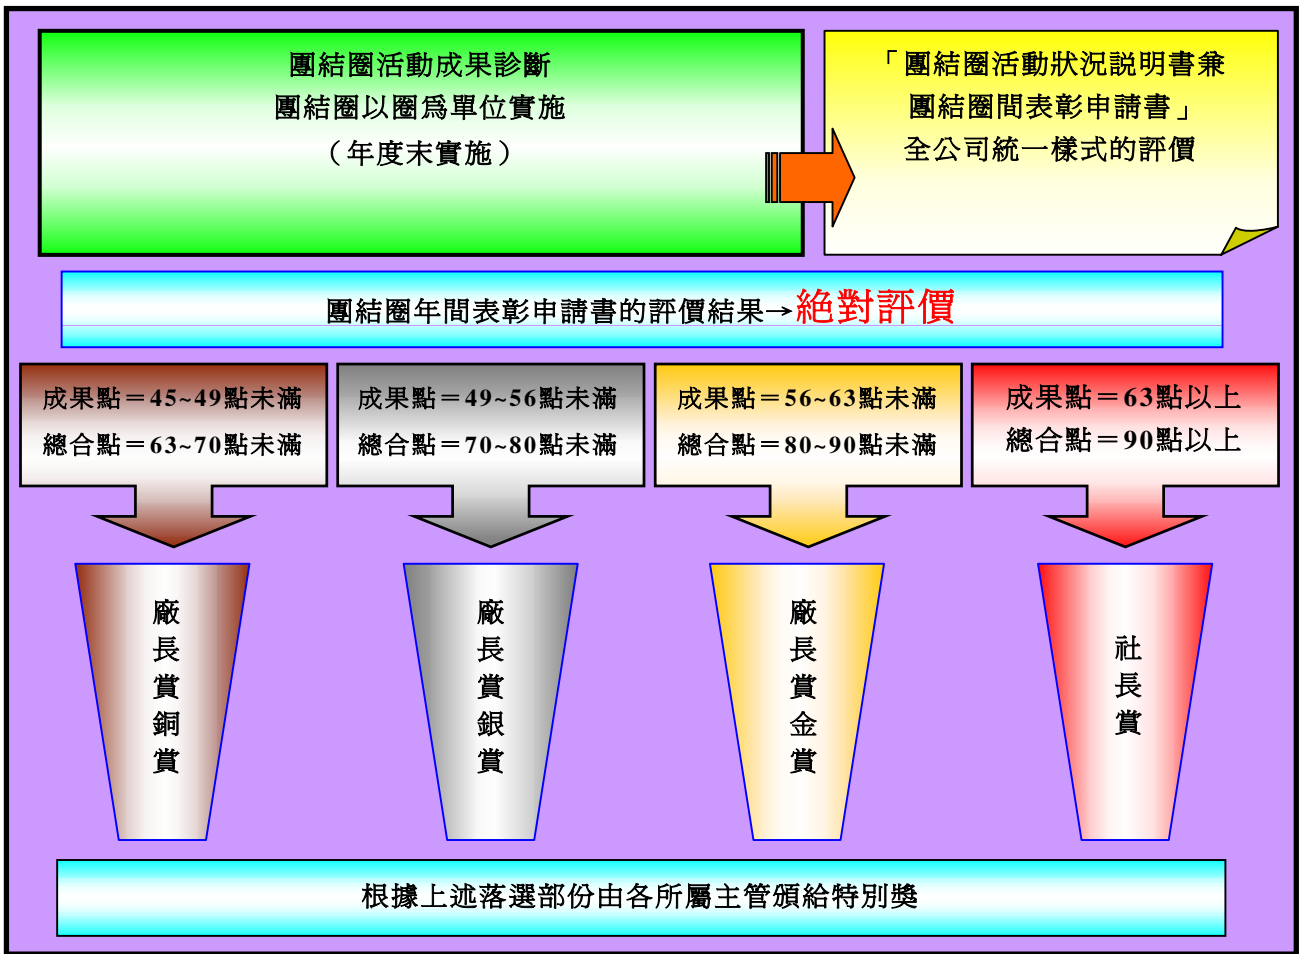 團結圈活動成果診斷
團結圈以圈爲單位實施
（年度末實施）
「團結圈活動狀況説明書兼
團結圈間表彰申請書」
全公司統一樣式的評價
團結圈年間表彰申請書的評價結果→絕對評價
成果點＝45~49點未滿
總合點＝63~70點未滿
成果點＝49~56點未滿
總合點＝70~80點未滿
成果點＝56~63點未滿
總合點＝80~90點未滿
成果點＝63點以上
總合點＝90點以上
廠長賞銅賞
廠長賞銀賞
廠長賞金賞
社長賞
根據上述落選部份由各所屬主管頒給特別獎